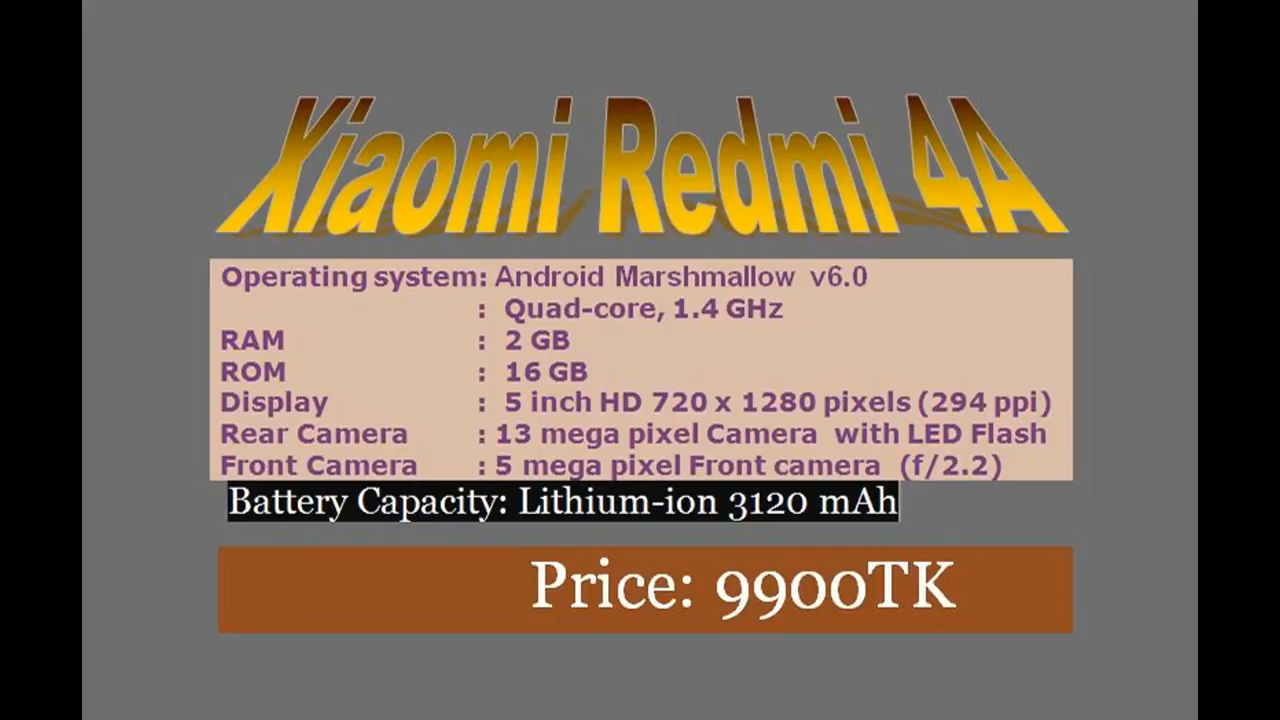 Xiaomi Redmi 4A
Operating system: Android Marshmallow v6.0
: Quad-core, 1.4 GHz
RAM : 2 GB
ROM : 16 GB
Display : 5 inch HD 720 x 1280 pixels (294 ppi)
Rear Camera : 13 mega pixel Camera with LED Flash
Front Camera : 5 mega pixel Front camera (f/2.2)
Battery Capacity: Lithium-ion 3120 mAh
Price: 9900TK